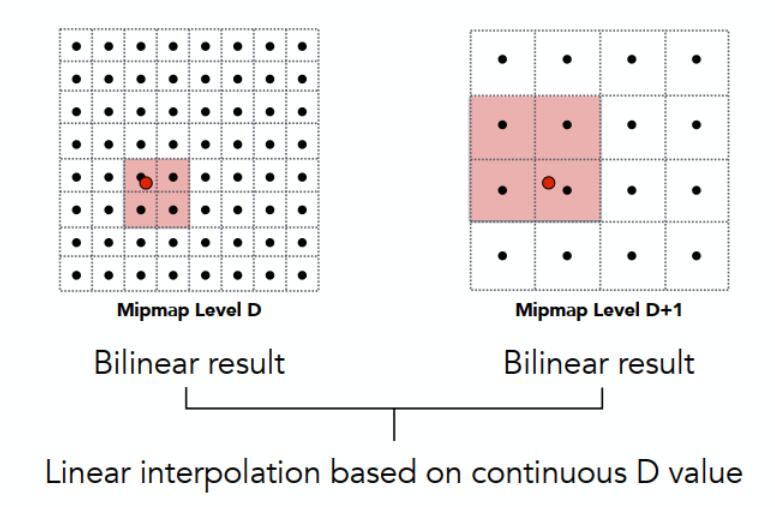 Mipmap Level D
Mipmap Level D+1
Bilinear result
Bilinear result
Linear interpolation based on continuous D value